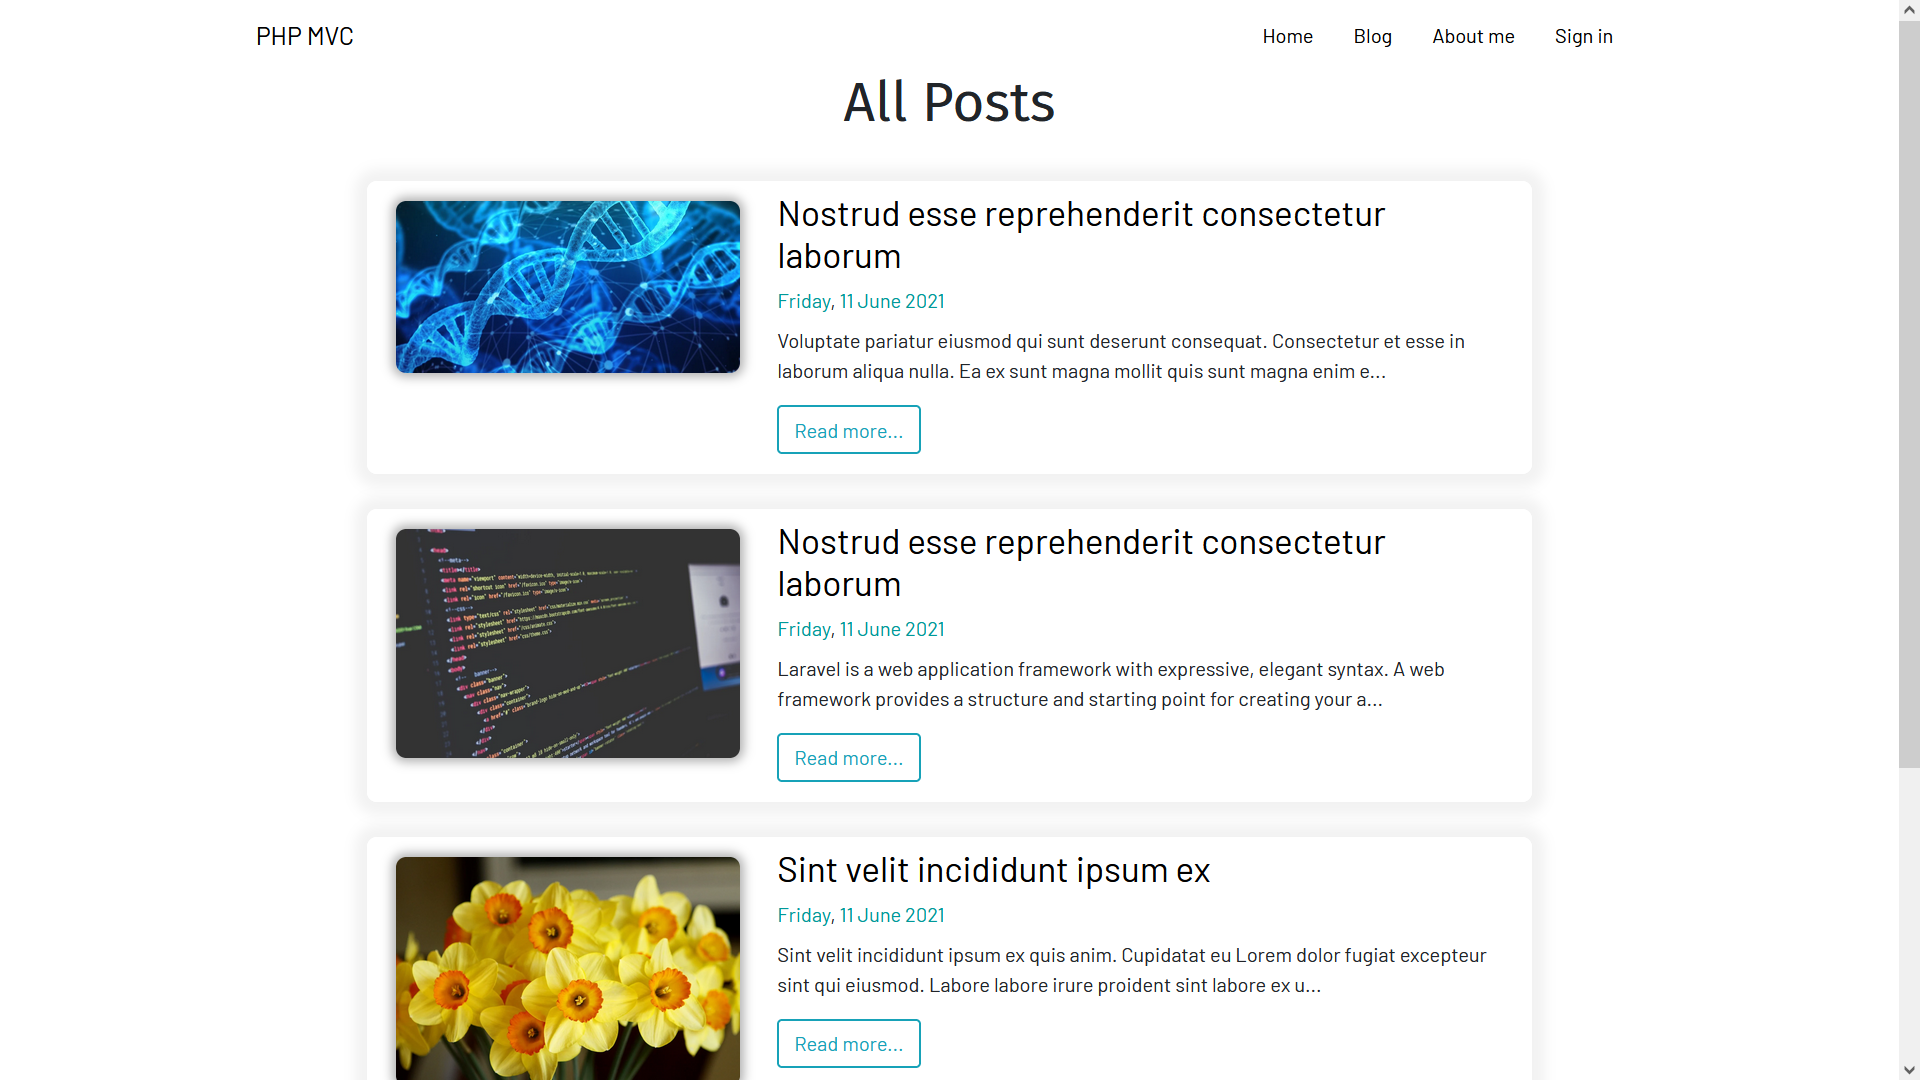 PHP MVC
Home
Blog
About me
Sign in
All Posts
Nostrud esse reprehenderit consectetur
laborum
Friday, 11 June 2021
Voluptate pariatur eiusmod qui sunt deserunt consequat. Consectetur et esse in
laborum aliqua nulla. Ea ex sunt magna mollit quis sunt magna enim e...
Read more...
Nostrud esse reprehenderit consectetur
laborum
Friday, 11 June 2021
Laravel is a web application framework with expressive, elegant syntax. A web
framework provides a structure and starting point for creating your a...
Read more...
Sint velit incididunt ipsum ex
Friday, 11 June 2021
Sint velit incididunt ipsum ex quis anim. Cupidatat eu Lorem dolor fugiat excepteur
sint qui eiusmod. Labore labore irure proident sint labore ex u...
Read more...